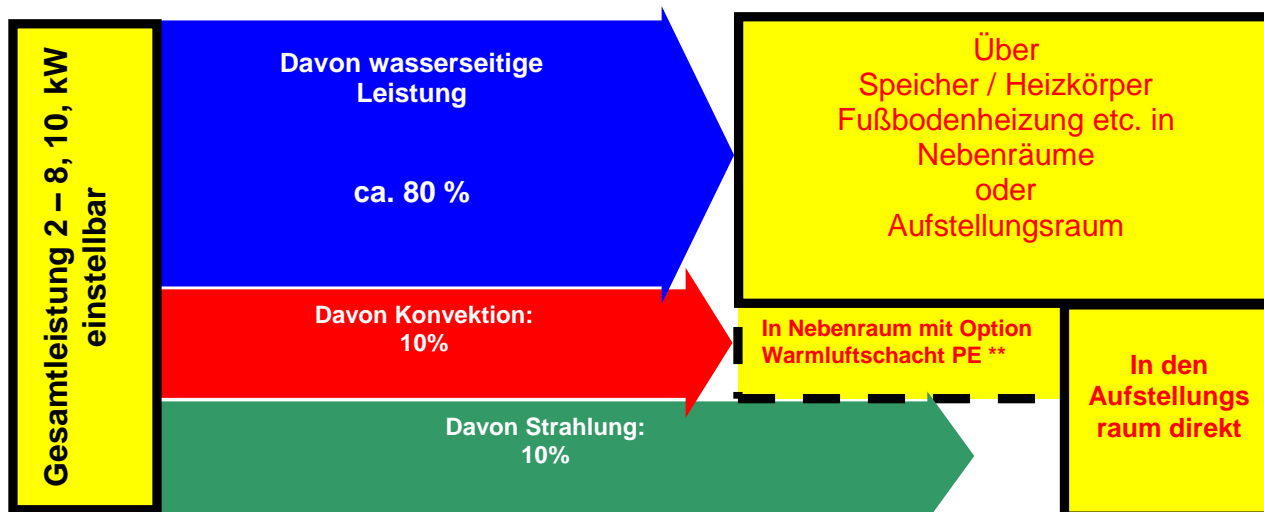 Gesamtleistung 2 – 8, 10, kW
einstellbar
Davon wasserseitige
Leistung
ca. 80 %
Über
Speicher / Heizkörper
Fußbodenheizung etc. in
Nebenräume
oder
Aufstellungsraum
Davon Konvektion:
10%
In Nebenraum mit Option
Warmluftschacht PE **
In den
Aufstellungs
raum direkt
Davon Strahlung:
10%